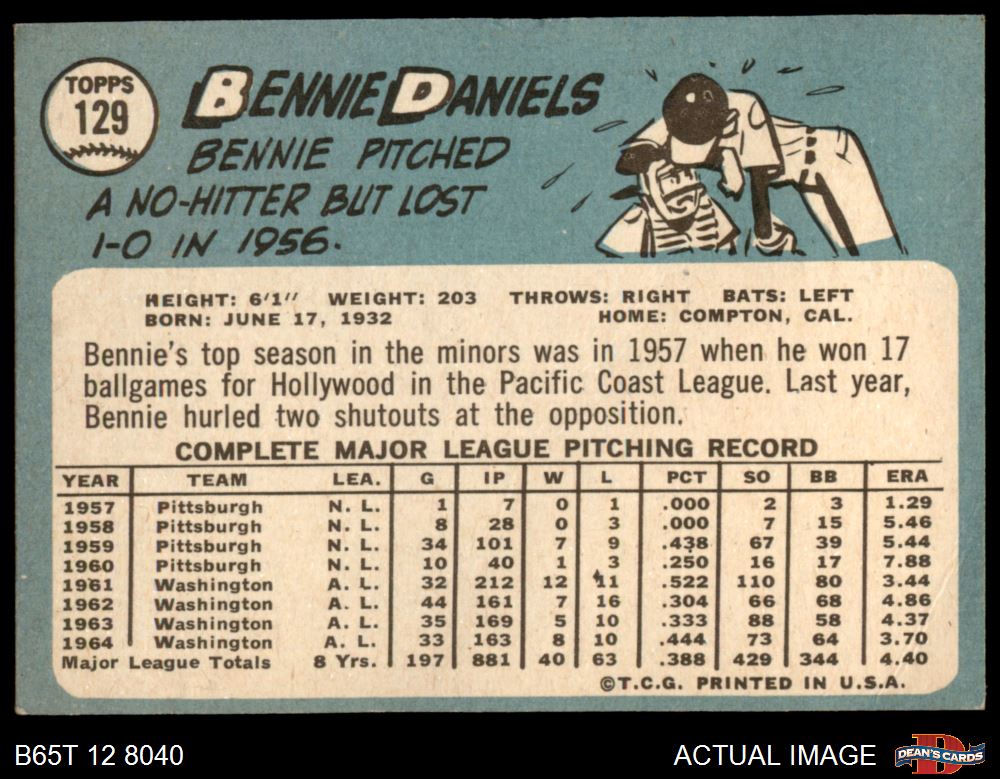 TOPPS
129
BENNIE DANIELS
BENNIE PITCHED
A NO-HITTER BUT LOST
1-0 IN 1956.
HEIGHT: 6'1" WEIGHT: 203 THROWS: RIGHT BATS: LEFT
BORN: JUNE 17, 1932 HOME: COMPTON, CAL.
Bennie's top season in the minors was in 1957 when he won 17
ballgames for Hollywood in the Pacific Coast League. Last year,
Bennie hurled two shutouts at the opposition.
COMPLETE MAJOR LEAGUE PITCHING RECORD
YEAR TEAM LEA. G IP W L PCT SO BB ERA
1957 Pittsburgh N. L. 1 7 0 1 .000 2 3 1.29
1958 Pittsburgh N. L. 8 28 0 3 .000 7 15 5.46
1959 Pittsburgh N. L. 34 101 7 9 .438 67 39 5.44
1960 Pittsburgh N. L. 10 40 1 3 .250 16 17 7.88
1961 Washington A. L. 32 212 12 11 .522 110 80 3.44
1962 Washington A. L. 44 161 7 16 .304 66 68 4.86
1963 Washington A. L. 35 169 5 10 .333 88 58 4.37
1964 Washington A. L. 33 163 8 10 .444 73 64 3.70
Major League Totals 8 Yrs. 197 881 40 63 .388 429 344 4.40
©T.C.G. PRINTED IN U.S.A.
B65T 12 8040 ACTUAL IMAGE DEAN'S CARDS